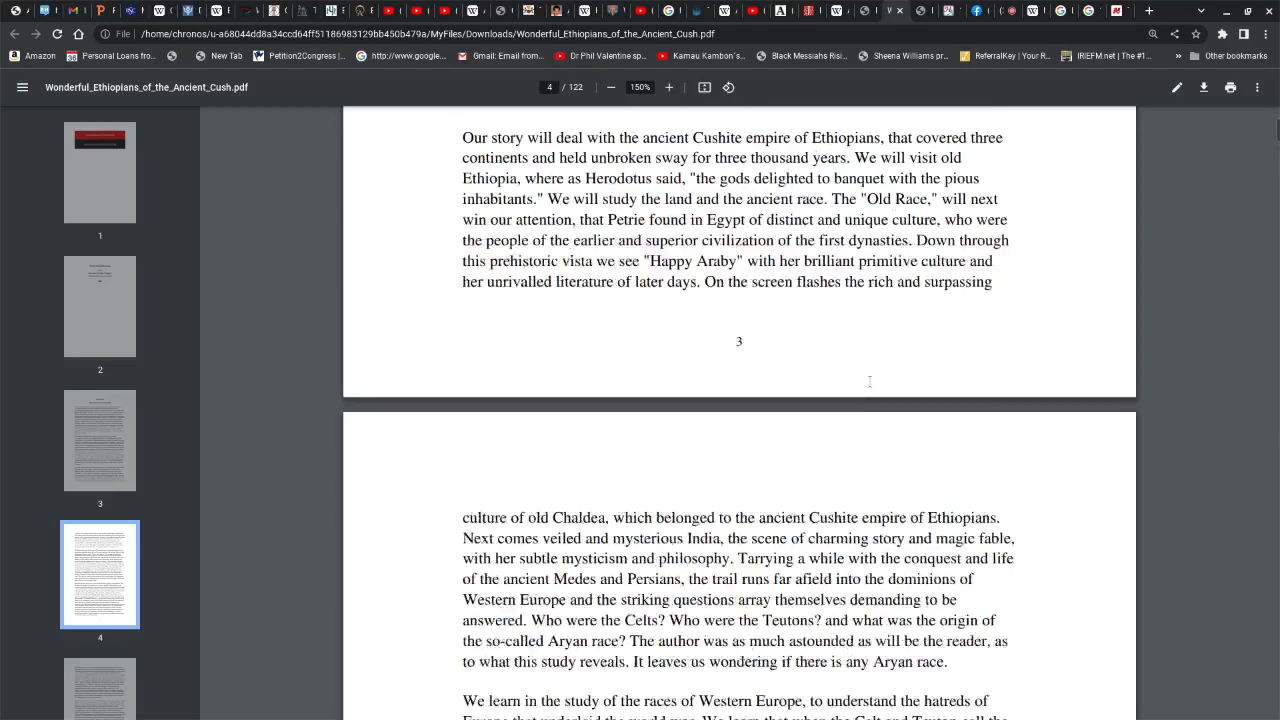 File | /home/chronos/u-a68044dd8a34ccd64ff51186983129bb450b479a/MyFiles/Downloads/Wonderful_Ethiopians_of_the_Ancient_Cush.pdf
Amazon Personal Loans from Petition2Congress |... http://www.google... Gmail: Email from... Dr Phil Valentine sp... Kamau Kambon's... New Tab Black Messiahs Risi... Sheena Williams pr... ReferralKey | Your R... IRIEFM.net | The #1... » Other bookmarks
Wonderful_Ethiopians_of_the_Ancient_Cush.pdf 4 / 122 150%
Our story will deal with the ancient Cushite empire of Ethiopians, that covered three
continents and held unbroken sway for three thousand years. We will visit old
Ethiopia, where as Herodotus said, "the gods delighted to banquet with the pious
inhabitants." We will study the land and the ancient race. The "Old Race," will next
win our attention, that Petrie found in Egypt of distinct and unique culture, who were
the people of the earlier and superior civilization of the first dynasties. Down through
this prehistoric vista we see "Happy Araby" with her brilliant primitive culture and
her unrivalled literature of later days. On the screen flashes the rich and surpassing
3
culture of old Chaldea, which belonged to the ancient Cushite empire of Ethiopians.
Next comes veiled and mysterious India, the scene of charming story and magic fable,
with her subtle mysticism and philosophy. Tarrying a while with the conquest and life
of the ancient Medes and Persians, the trail runs far afield into the dominions of
Western Europe and the striking questions array themselves demanding to be
answered. Who were the Celts? Who were the Teutons? and what was the origin of
the so-called Aryan race? The author was as much astounded as will be the reader, as
to what this study reveals. It leaves us wondering if there is any Aryan race.
We learn in the study of the races of Western Europe, to understand the hatreds of
1
2
3
4